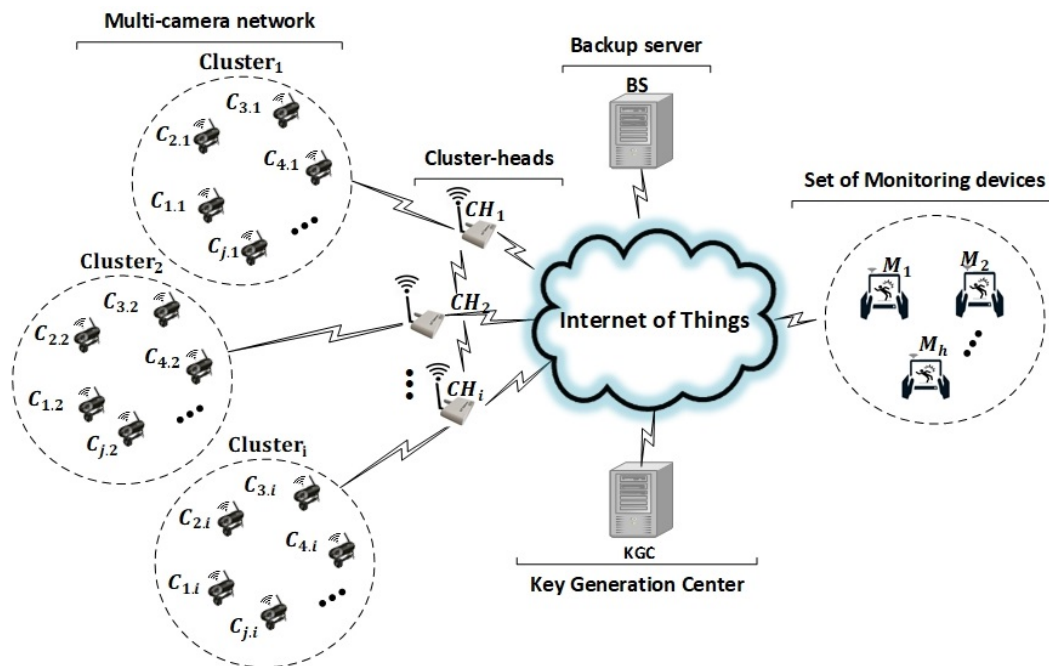 Multi-camera network
Cluster₁
C₃.₁
C₂.₁
C₄.₁
C₁.₁
Cⱼ.₁
Cluster₂
C₃.₂
C₂.₂
C₄.₂
C₁.₂
Cⱼ.₂
Clusterᵢ
C₃.ᵢ
C₂.ᵢ
C₄.ᵢ
C₁.ᵢ
Cⱼ.ᵢ
Cluster-heads
CH₁
CH₂
CHᵢ
Backup server
BS
Internet of Things
KGC
Key Generation Center
Set of Monitoring devices
M₁
M₂
Mₕ